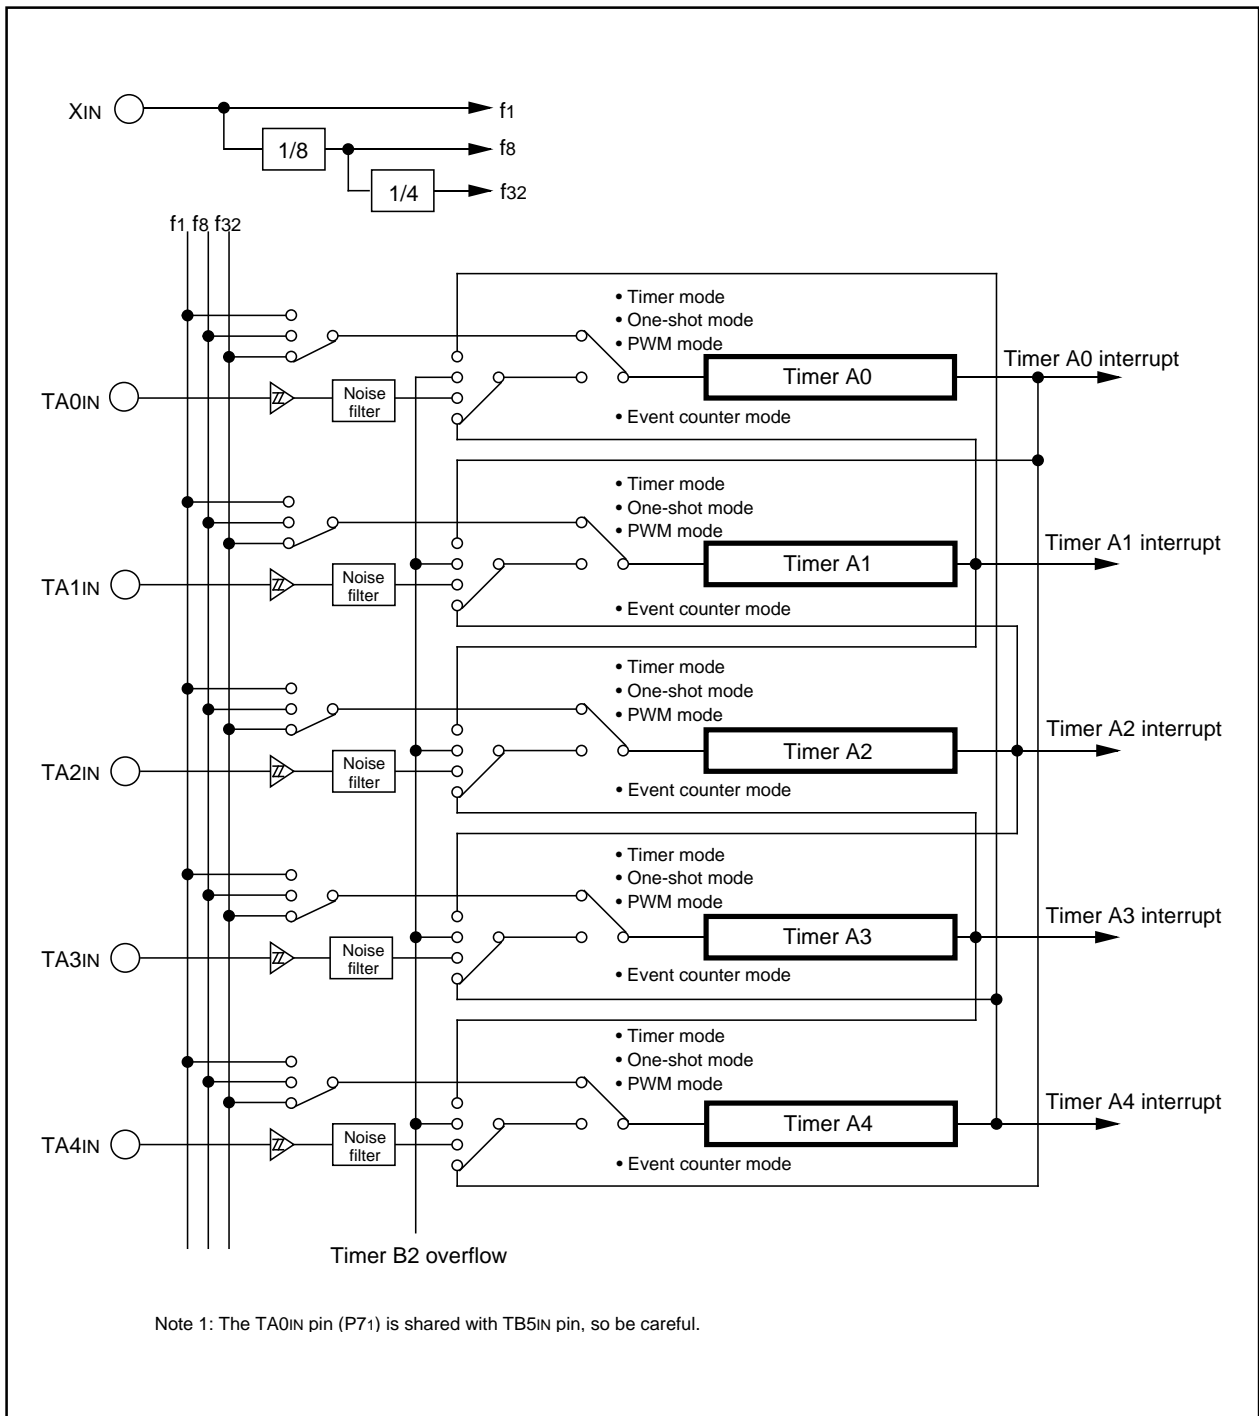 XIN
f1
1/8
f8
1/4
f32
f1 f8 f32
• Timer mode
• One-shot mode
• PWM mode
Timer A0 interrupt
Timer A0
TA0IN
Noise
filter
• Event counter mode
• Timer mode
• One-shot mode
• PWM mode
Timer A1 interrupt
Timer A1
TA1IN
Noise
filter
• Event counter mode
• Timer mode
• One-shot mode
• PWM mode
Timer A2 interrupt
Timer A2
TA2IN
Noise
filter
• Event counter mode
• Timer mode
• One-shot mode
• PWM mode
Timer A3 interrupt
Timer A3
TA3IN
Noise
filter
• Event counter mode
• Timer mode
• One-shot mode
• PWM mode
Timer A4 interrupt
Timer A4
TA4IN
Noise
filter
• Event counter mode
Timer B2 overflow
Note 1: The TA0IN pin (P71) is shared with TB5IN pin, so be careful.